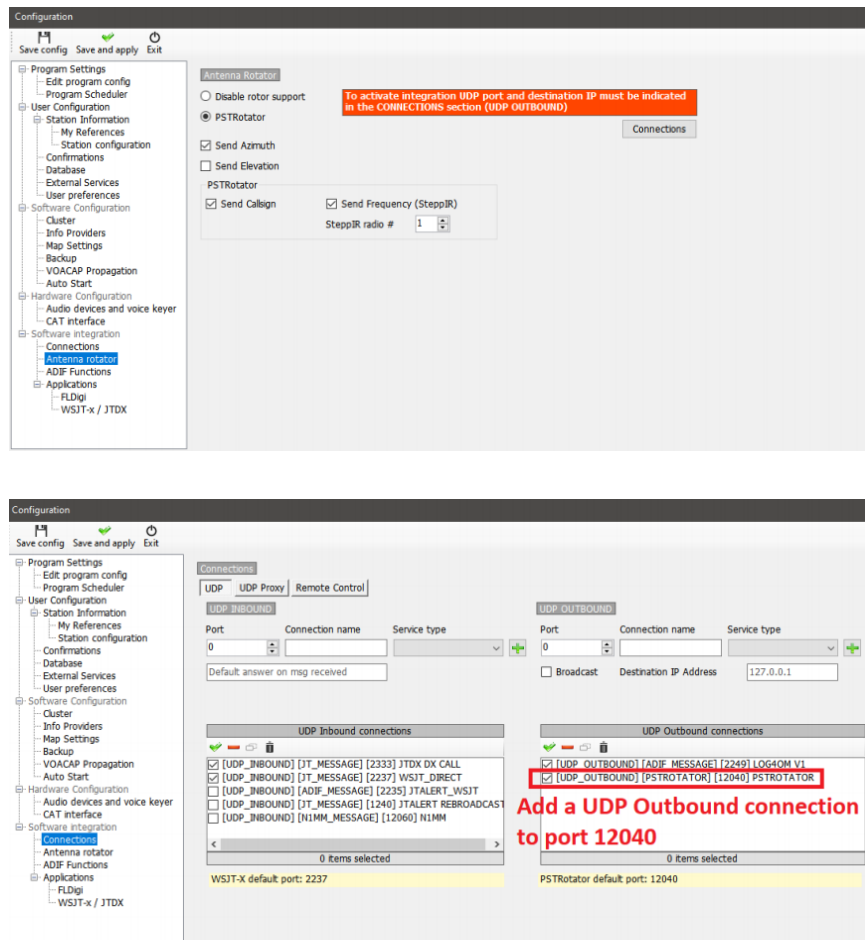 Configuration
Save config Save and apply Exit
Program Settings
Edit program config
Program Scheduler
User Configuration
Station Information
My References
Station configuration
Confirmations
Database
External Services
User preferences
Software Configuration
Cluster
Info Providers
Map Settings
Backup
VOACAP Propagation
Auto Start
Hardware Configuration
Audio devices and voice keyer
CAT interface
Software integration
Connections
Antenna rotator
ADIF Functions
Applications
FLDigi
WSJT-x / JTDX
Antenna Rotator
Disable rotor support
PSTRotator
To activate integration UDP port and destination IP must be indicated
in the CONNECTIONS section (UDP OUTBOUND)
Connections
Send Azimuth
Send Elevation
PSTRotator
Send Callsign Send Frequency (SteppIR)
SteppIR radio # 1
Configuration
Save config Save and apply Exit
Program Settings
Edit program config
Program Scheduler
User Configuration
Station Information
My References
Station configuration
Confirmations
Database
External Services
User preferences
Software Configuration
Cluster
Info Providers
Map Settings
Backup
VOACAP Propagation
Auto Start
Hardware Configuration
Audio devices and voice keyer
CAT interface
Software integration
Connections
Antenna rotator
ADIF Functions
Applications
FLDigi
WSJT-x / JTDX
Connections
UDP UDP Proxy Remote Control
UDP INBOUND
Port Connection name Service type
0
Default answer on msg received
UDP Inbound connections
[UDP_INBOUND] [JT_MESSAGE] [2333] JTDX DX CALL
[UDP_INBOUND] [JT_MESSAGE] [2237] WSJT_DIRECT
[UDP_INBOUND] [ADIF_MESSAGE] [2235] JTALERT_WSJT
[UDP_INBOUND] [JT_MESSAGE] [1240] JTALERT REBROADCAST
[UDP_INBOUND] [N1MM_MESSAGE] [12060] N1MM
0 items selected
WSJT-X default port: 2237
UDP OUTBOUND
Port Connection name Service type
0
Broadcast Destination IP Address 127.0.0.1
UDP Outbound connections
[UDP_OUTBOUND] [ADIF_MESSAGE] [2249] LOG4OM V1
[UDP_OUTBOUND] [PSTROTATOR] [12040] PSTROTATOR
Add a UDP Outbound connection
to port 12040
0 items selected
PSTRotator default port: 12040